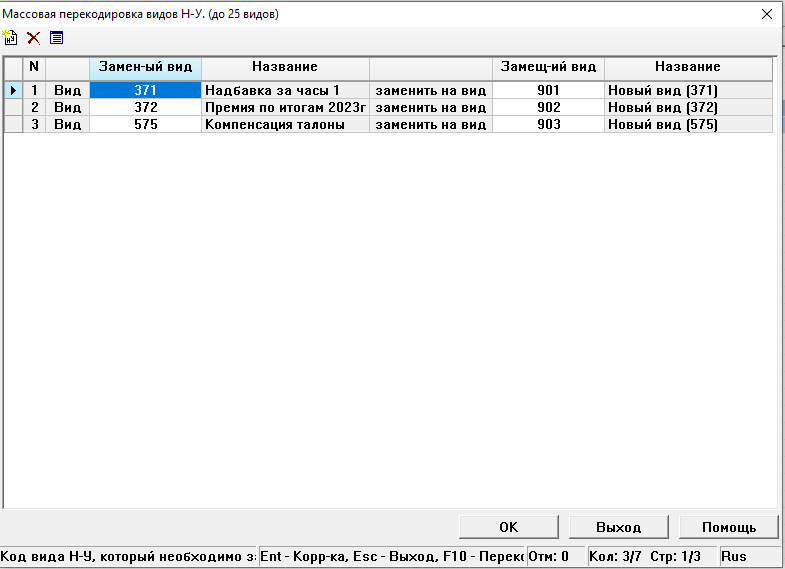 Массовая перекодировка видов Н-У. (до 25 видов)
N Замен-ый вид Название Замещ-ий вид Название
1 Вид 371 Надбавка за часы 1 заменить на вид 901 Новый вид (371)
2 Вид 372 Премия по итогам 2023г заменить на вид 902 Новый вид (372)
3 Вид 575 Компенсация талоны заменить на вид 903 Новый вид (575)
OK Выход Помощь
Код вида Н-У, который необходимо за Ent - Корр-ка, Esc - Выход, F10 - Переко Отм: 0 Кол: 3/7 Стр: 1/3 Rus